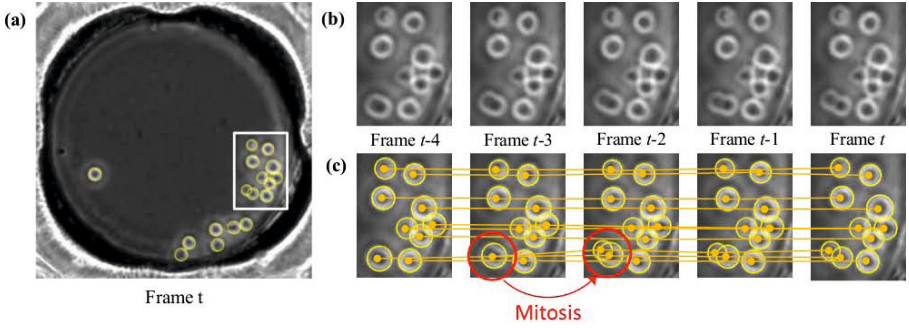 (a)
Frame t
(b)
Frame t-4 Frame t-3 Frame t-2 Frame t-1 Frame t
(c)
Mitosis